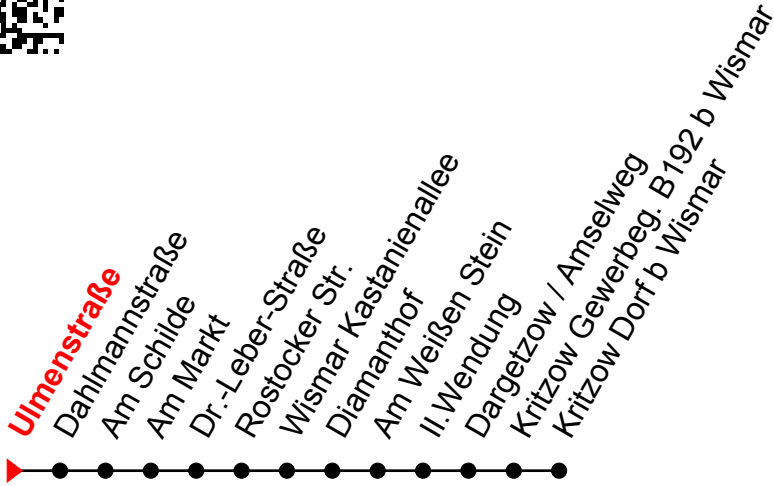 Ulmenstraße
Dahlmannstraße
Am Schilde
Am Markt
Dr.-Leber-Straße
Rostocker Str.
Wismar Kastanienallee
Diamanthof
Am Weißen Stein
II.Wendung
Dargetzow / Amselweg
Kritzow Gewerbeg. B192 b Wismar
Kritzow Dorf b Wismar